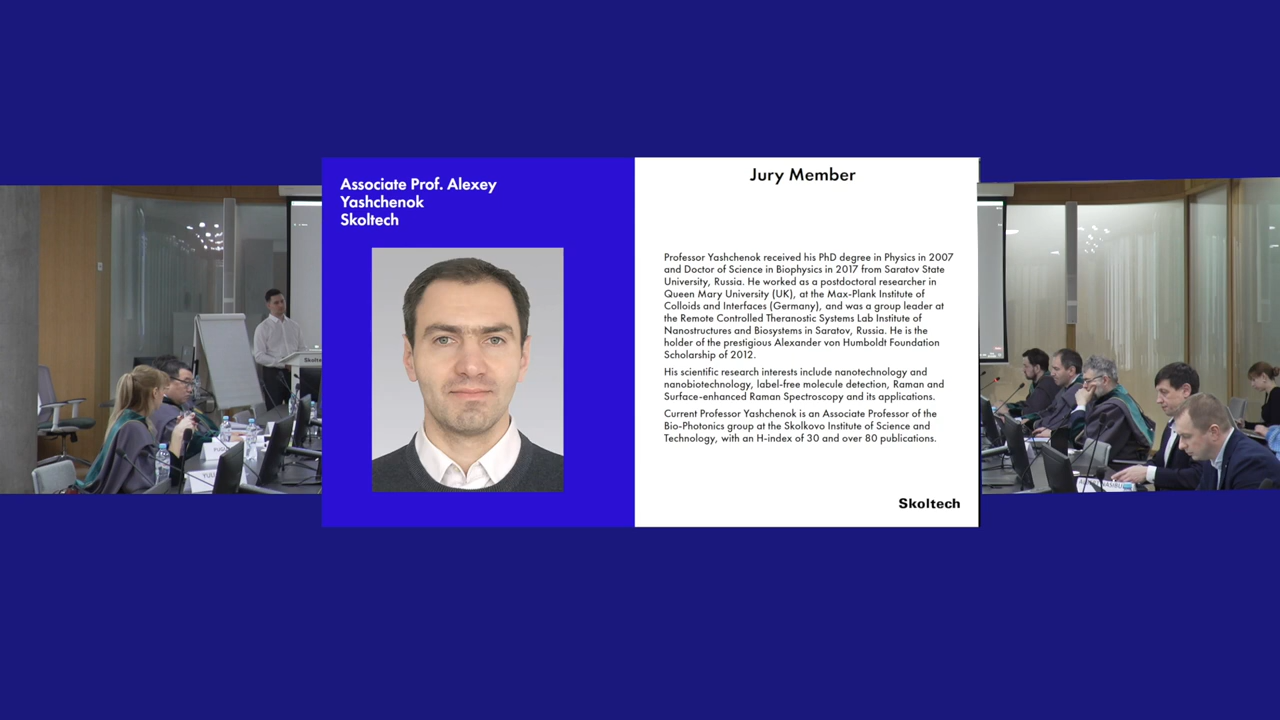 Associate Prof. Alexey
Yashchenok
Skoltech
Jury Member
Professor Yashchenok received his PhD degree in Physics in 2007
and Doctor of Science in Biophysics in 2017 from Saratov State
University, Russia. He worked as a postdoctoral researcher in
Queen Mary University (UK), at the Max-Plank Institute of
Colloids and Interfaces (Germany), and was a group leader at
the Remote Controlled Theranostic Systems Lab Institute of
Nanostructures and Biosystems in Saratov, Russia. He is the
holder of the prestigious Alexander von Humboldt Foundation
Scholarship of 2012.
His scientific research interests include nanotechnology and
nanobiotechnology, label-free molecule detection, Raman and
Surface-enhanced Raman Spectroscopy and its applications.
Current Professor Yashchenok is an Associate Professor of the
Bio-Photonics group at the Skolkovo Institute of Science and
Technology, with an H-index of 30 and over 80 publications.
Skoltech